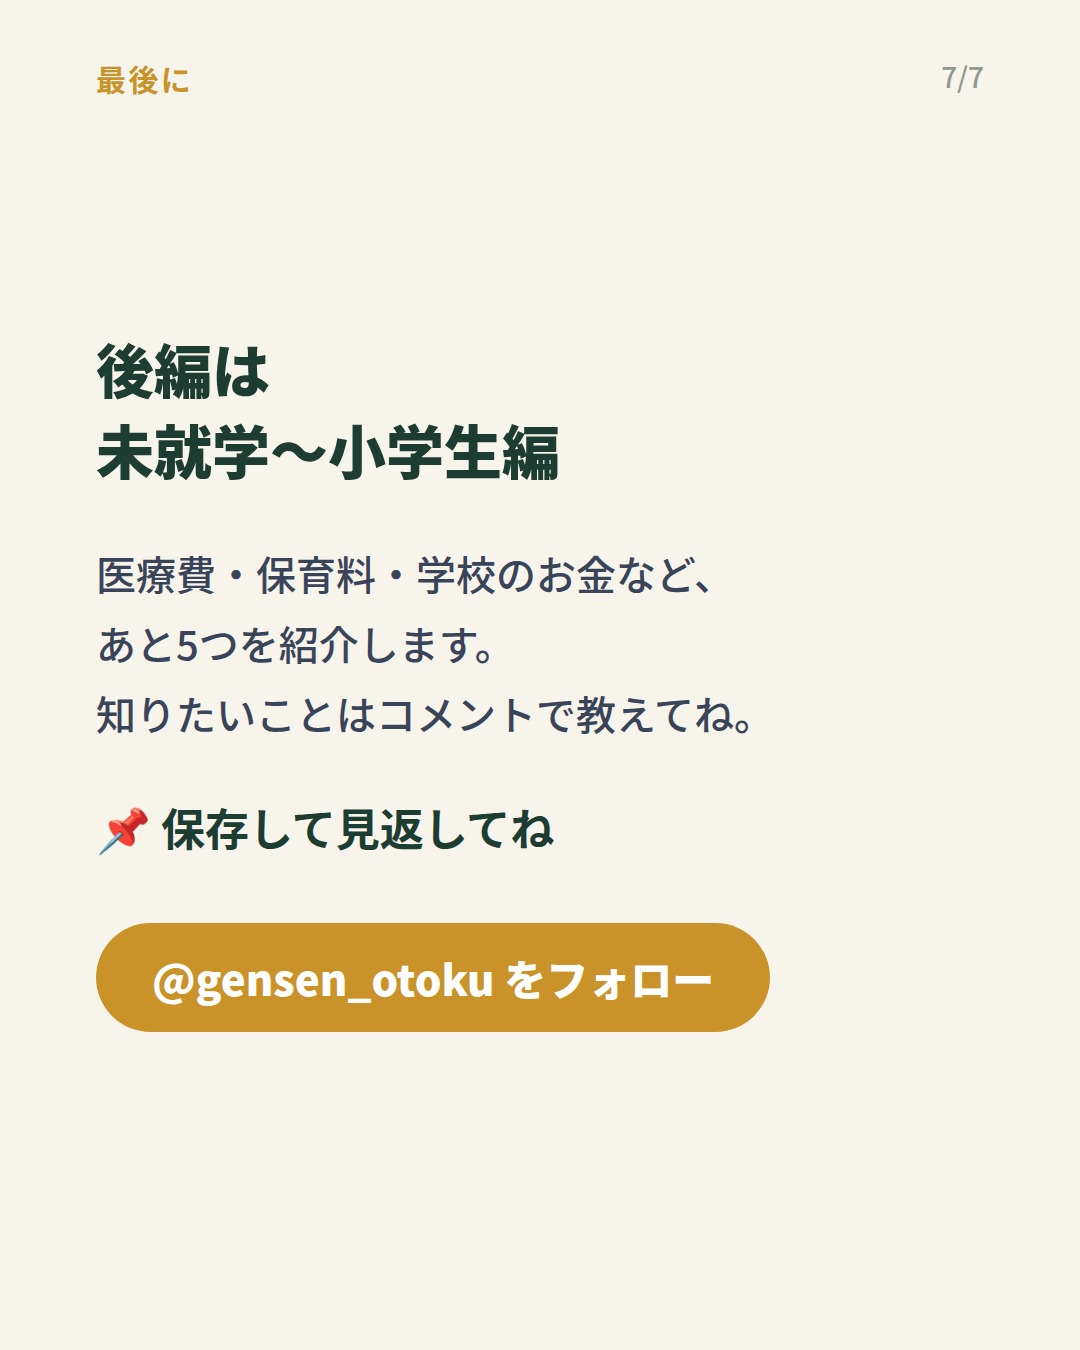 最後に
7/7
後編は
未就学〜小学生編
医療費・保育料・学校のお金など、
あと5つを紹介します。
知りたいことはコメントで教えてね。
📌 保存して見返してね
@gensen_otoku をフォロー